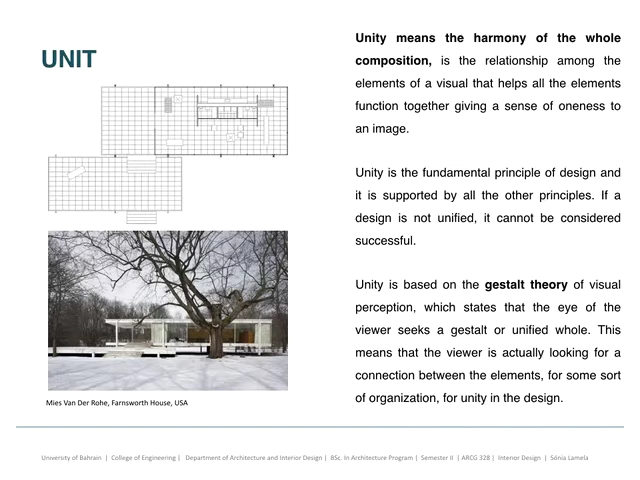 UNIT
Unity means the harmony of the whole
composition, is the relationship among the
elements of a visual that helps all the elements
function together giving a sense of oneness to
an image.
Unity is the fundamental principle of design and
it is supported by all the other principles. If a
design is not unified, it cannot be considered
successful.
Unity is based on the gestalt theory of visual
perception, which states that the eye of the
viewer seeks a gestalt or unified whole. This
means that the viewer is actually looking for a
connection between the elements, for some sort
of organization, for unity in the design.
Mies Van Der Rohe, Farnsworth House, USA
University of Bahrain | College of Engineering | Department of Architecture and Interior Design | BSc. In Architecture Program | Semester II | ARCG 328 | Interior Design | Sónia Lamela